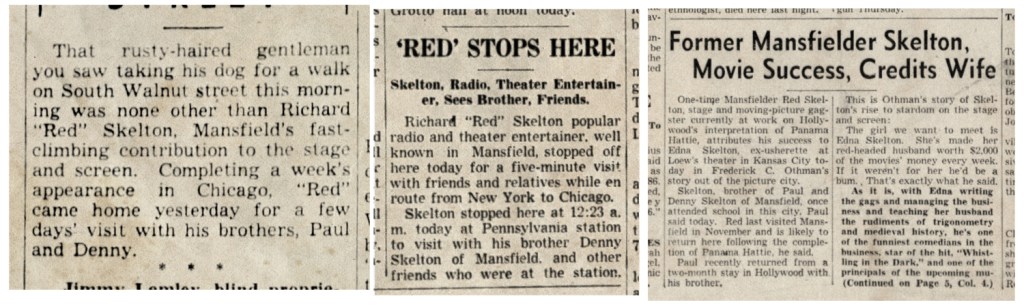 That rusty-haired gentleman
you saw taking his dog for a walk
on South Walnut street this morn-
ing was none other than Richard
"Red" Skelton, Mansfield's fast-
climbing contribution to the stage
and screen. Completing a week's
appearance in Chicago, "Red"
came home yesterday for a few
days' visit with his brothers, Paul
and Denny.
* * *
Grotto hall at noon today.
'RED' STOPS HERE
Skelton, Radio, Theater Entertain-
er, Sees Brother, Friends.
Richard "Red" Skelton popular
radio and theater entertainer, well
known in Mansfield, stopped off
here today for a five-minute visit
with friends and relatives while en
route from New York to Chicago.
Skelton stopped here at 12:23 a.
m. today at Pennsylvania station
to visit with his brother Denny
Skelton of Mansfield. and other
friends who were at the station.
ethnologist, died here last night.
Former Mansfielder Skelton,
Movie Success, Credits Wife
One-time Mansfielder Red Skel-
ton, stage and moving-picture gag-
ster currently at work on Holly-
wood's interpretation of Panama
Hattie, attributes his success to
Edna Skelton, ex-usherette at
Loew's theater in Kansas City to-
day in Frederick C. Othman's
story out of the picture city.
Skelton, brother of Paul and
Denny Skelton of Mansfield, once
attended school in this city, Paul
said today. Red last visited Mans-
field in November and is likely to
return here following the comple-
tion of Panama Hattie, he said.
Paul recently returned from a
two-month stay in Hollywood with
his brother.
This is Othman's story of Skel-
ton's rise to stardom on the stage
and screen:
The girl we want to meet is
Edna Skelton. She's made her
red-headed husband worth $2,000
of the movies' money every week.
If it weren't for her he'd be a
bum. That's exactly what he said.
As it is, with Edna writing
the gags and managing the busi-
ness and teaching her husband
the rudiments of trigonometry
and medieval history, he's one
of the funniest comedians in the
business, star of the hit, "Whist-
ling in the Dark," and one of the
principals of the upcoming mu-
(Continued on Page 5, Col. 4.)